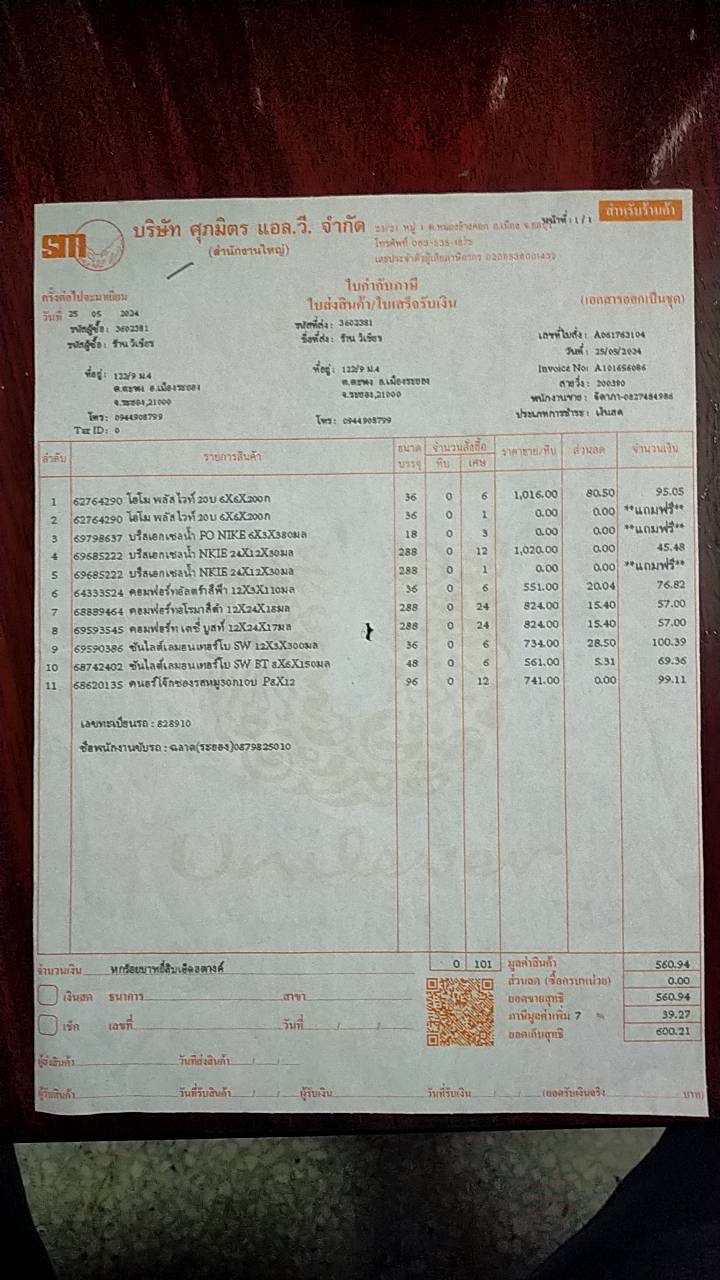 SM
บริษัท ศุภมิตร แอล.วี. จำกัด
(สำนักงานใหญ่)
23/21 หมู่ 1 ต.หนองข้างคอก อ.เมือง จ.ชลบุรี
หน้าที่ : 1 / 1
สำหรับร้านค้า
ใบกำกับภาษี
ใบส่งสินค้า/ใบเสร็จรับเงิน
(เอกสารออกเป็นชุด)
ครั้งต่อไปจะมาเยี่ยม
วันที่ 25 05 2024
รหัสผู้ซื้อ : 3602381
ร้าน วิเชียร
ที่อยู่ : 122/9 ม.4
ต.ตะพง อ.เมืองระยอง
จ.ระยอง,21000
โทร: 0944908799
Tax ID: 0
รหัสที่ส่ง : 3602381
ชื่อที่ส่ง : ร้าน วิเชียร
ที่อยู่ : 122/9 ม.4
ต.ตะพง อ.เมืองระยอง
จ.ระยอง,21000
โทร: 0944908799
เลขที่ใบสั่ง : A061763104
วันที่ : 25/05/2024
Invoice No: A101656086
สายวิ่ง : 200390
พนักงานขาย : จิดาภา-0827484986
ประเภทการชำระ : เงินสด
ลำดับ รายการสินค้า ขนาดบรรจุ จำนวนสั่งซื้อ หีบ เศษ ราคาขาย/หีบ ส่วนลด จำนวนเงิน
1 62764290 โอโม พลัส ไวท์ 20บ 6X6X200ก 36 0 6 1,016.00 80.50 95.05
2 62764290 โอโม พลัส ไวท์ 20บ 6X6X200ก 36 0 1 0.00 0.00 **แถมฟรี**
3 69798637 บรีสเอกเซลน้ำ PO NIKE 6X3X380มล 18 0 3 0.00 0.00 **แถมฟรี**
4 69685222 บรีสเอกเซลน้ำ NKIE 24X12X30มล 288 0 12 1,020.00 0.00 45.48
5 69685222 บรีสเอกเซลน้ำ NKIE 24X12X30มล 288 0 1 0.00 0.00 **แถมฟรี**
6 64333524 คอมฟอร์ทอัลตร้าสีฟ้า 12X3X110มล 36 0 6 551.00 20.04 76.82
7 68889464 คอมฟอร์ทอโรมาสีดำ 12X24X18มล 288 0 24 824.00 15.40 57.00
8 69593545 คอมฟอร์ท เดซี่ บูสท์ 12X24X17มล 288 0 24 824.00 15.40 57.00
9 69590386 ซันไลต์เลมอนเทอร์โบ SW 12X3X300มล 36 0 6 734.00 28.50 100.39
10 68742402 ซันไลต์เลมอนเทอร์โบ SW BT 8X6X150มล 48 0 6 561.00 5.31 69.36
11 68620135 คนอร์โจ๊กซองรสหมู30ก10บ P8X12 96 0 12 741.00 0.00 99.11
เลขทะเบียนรถ : 828910
ชื่อพนักงานขับรถ : ฉลาด(ระยอง)0879825010
Unilever
จำนวนเงิน หกร้อยบาทยี่สิบเอ็ดสตางค์
0 101
มูลค่าสินค้า 560.94
ส่วนลด (ซื้อครบหน่วย) 0.00
ยอดขายสุทธิ 560.94
ภาษีมูลค่าเพิ่ม 7 % 39.27
ยอดเก็บสุทธิ 600.21
เงินสด ธนาคาร สาขา
เช็ค เลขที่ วันที่ / /
ผู้ส่งสินค้า วันที่ส่งสินค้า / /
ผู้รับสินค้า วันที่รับสินค้า / / ผู้รับเงิน วันที่รับเงิน / / (ยอดรับเงินจริง บาท)